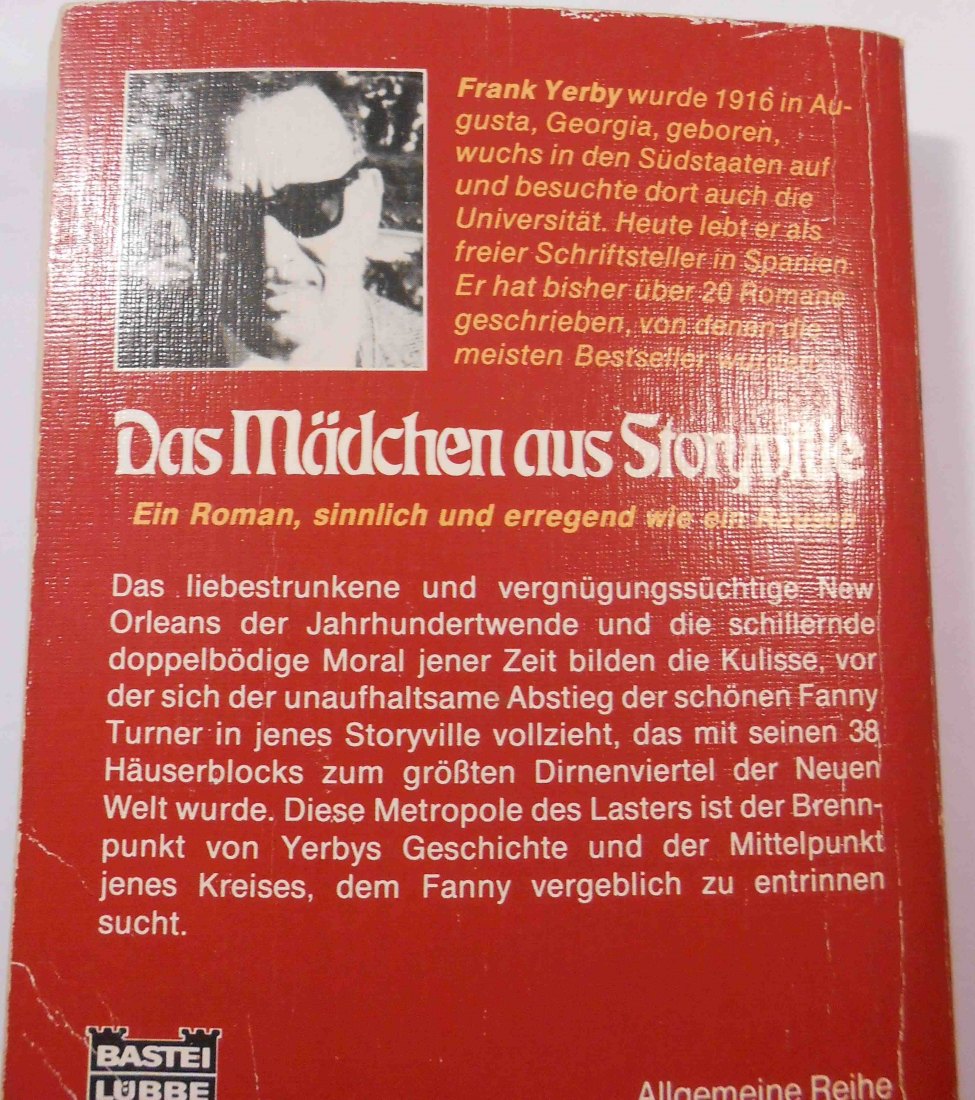 Frank Yerby wurde 1916 in Au-
gusta, Georgia, geboren,
wuchs in den Südstaaten auf
und besuchte dort auch die
Universität. Heute lebt er als
freier Schriftsteller in Spanien.
Er hat bisher über 20 Romane
geschrieben, von denen die
meisten Bestseller wurden.
Das Mädchen aus Storyville
Ein Roman, sinnlich und erregend wie ein Rausch
Das liebestrunkene und vergnügungssüchtige New
Orleans der Jahrhundertwende und die schillernde
doppelbödige Moral jener Zeit bilden die Kulisse, vor
der sich der unaufhaltsame Abstieg der schönen Fanny
Turner in jenes Storyville vollzieht, das mit seinen 38
Häuserblocks zum größten Dirnenviertel der Neuen
Welt wurde. Diese Metropole des Lasters ist der Brenn-
punkt von Yerbys Geschichte und der Mittelpunkt
jenes Kreises, dem Fanny vergeblich zu entrinnen
sucht.
BASTEI
LÜBBE
Allgemeine Reihe